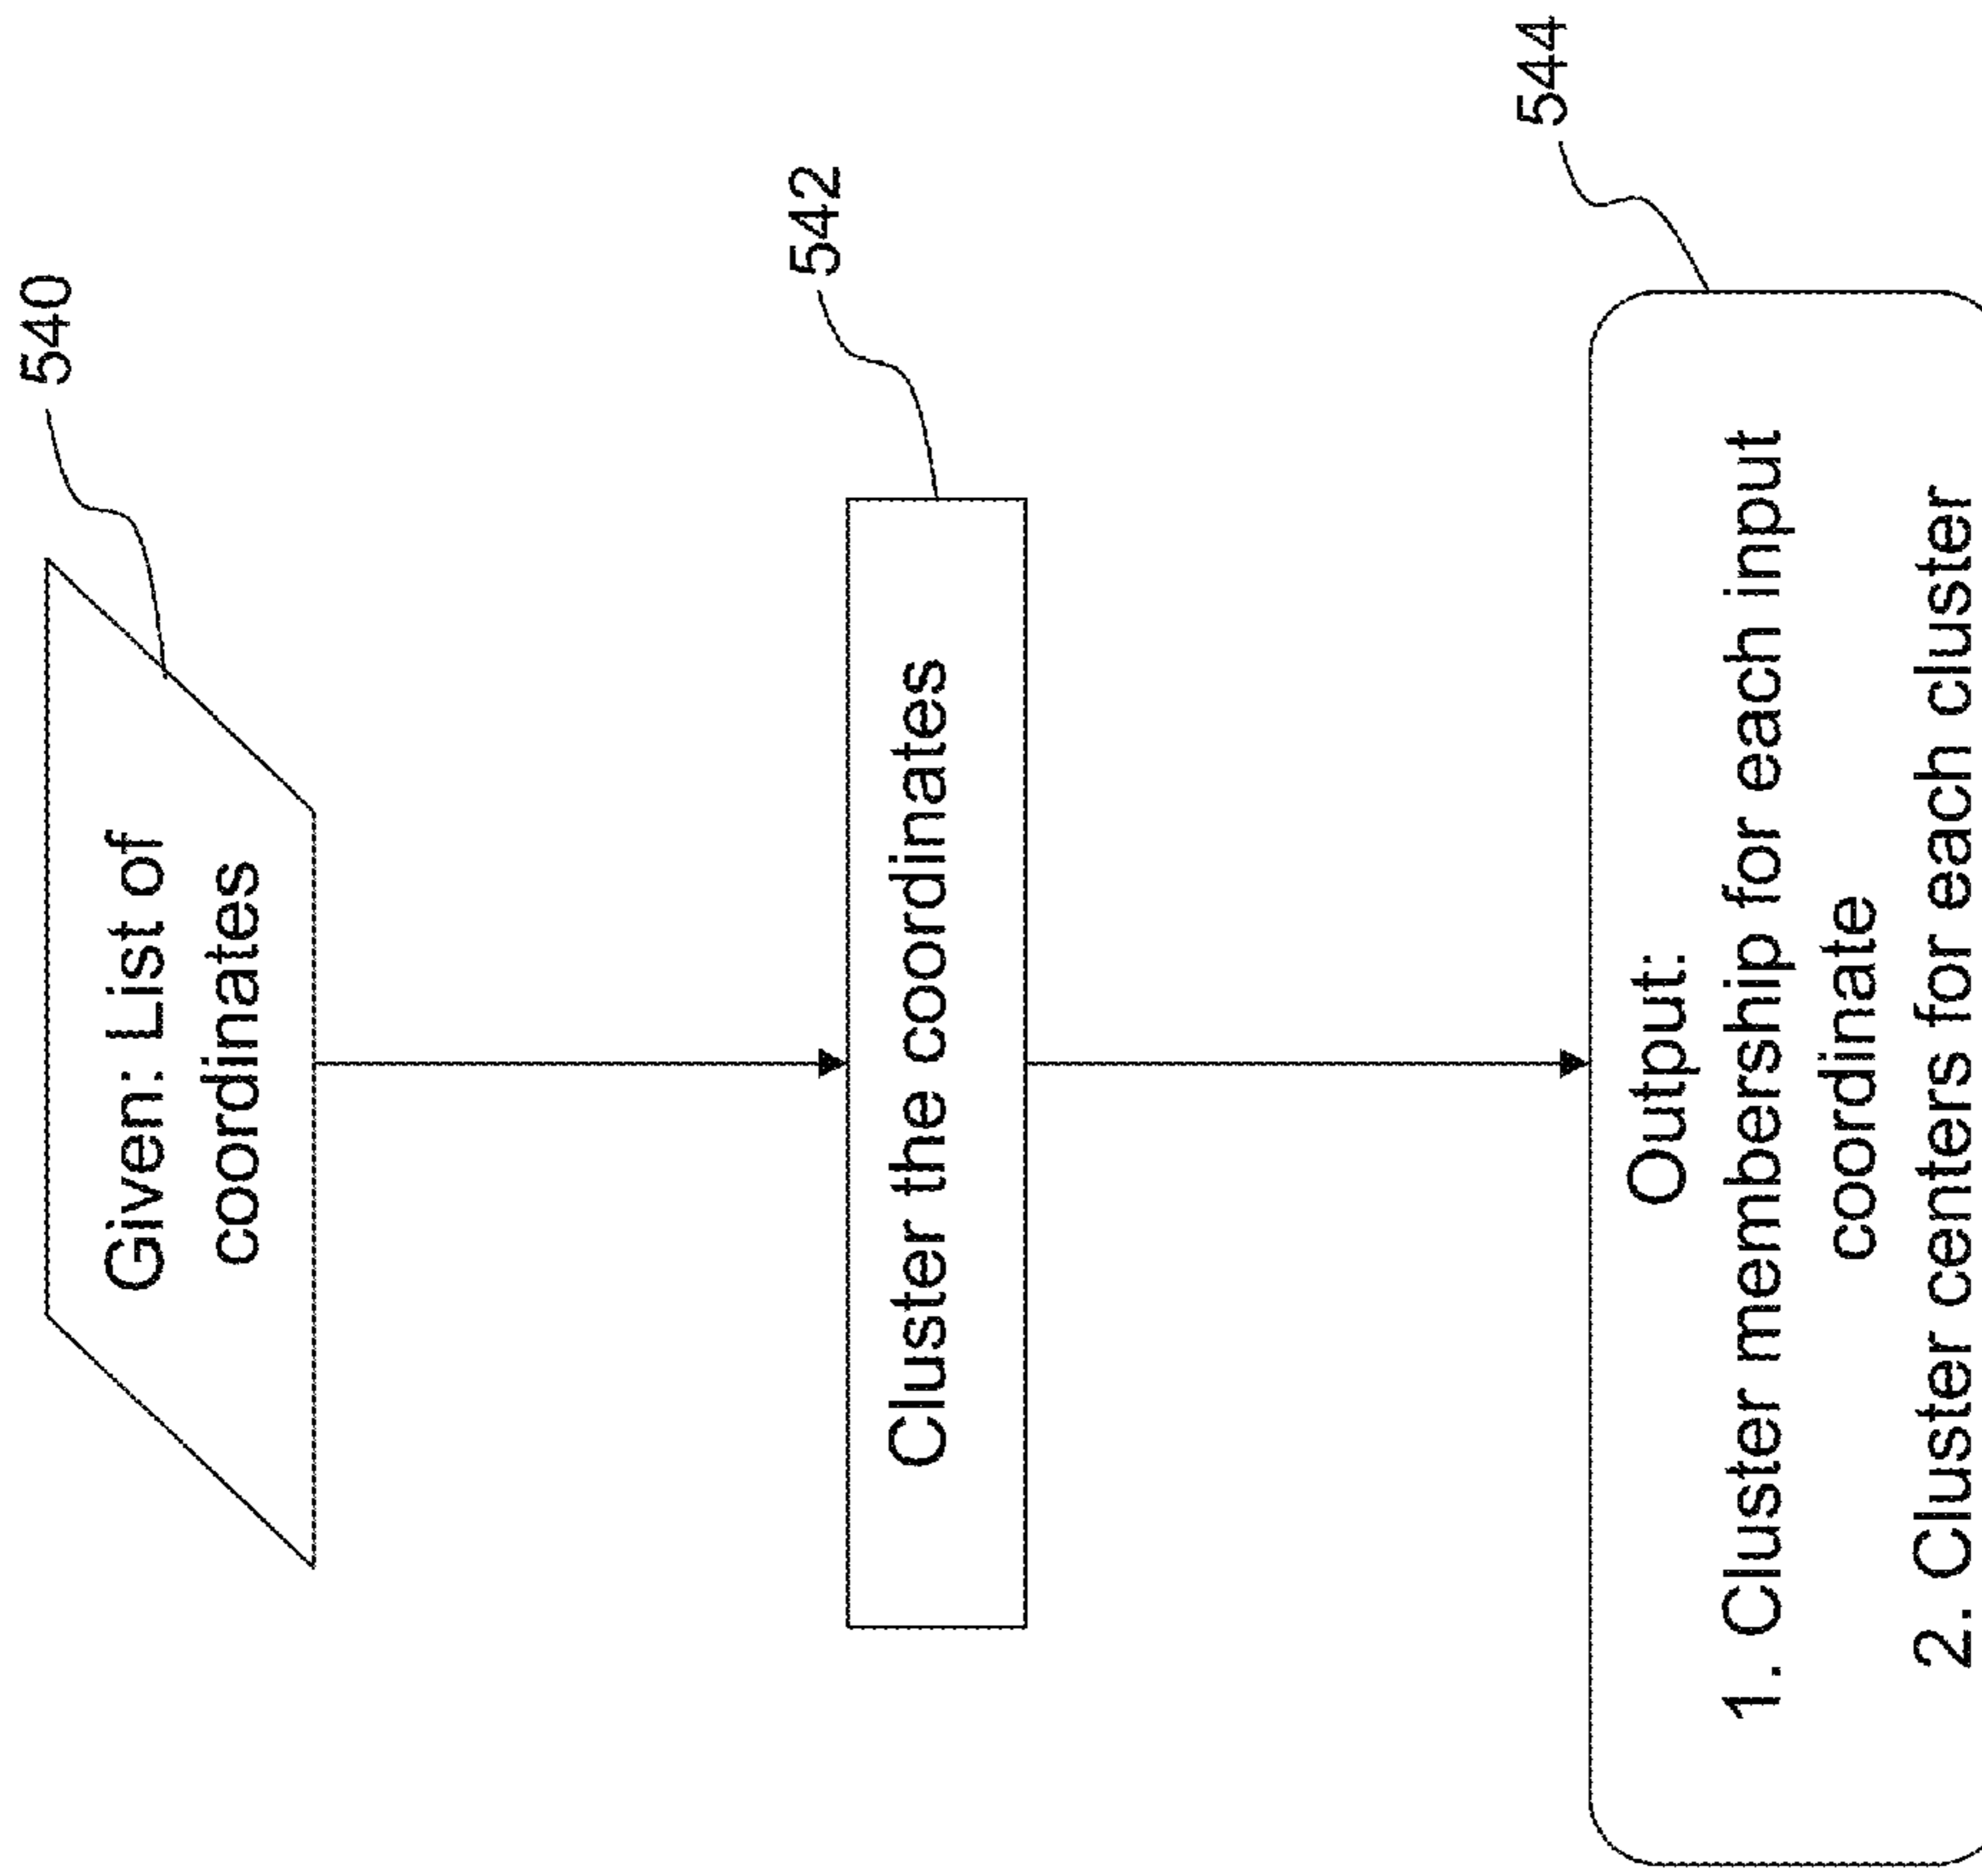 540
Given: List of
coordinates
542
Cluster the coordinates
544
Output:
1. Cluster membership for each input
coordinate
2. Cluster centers for each cluster